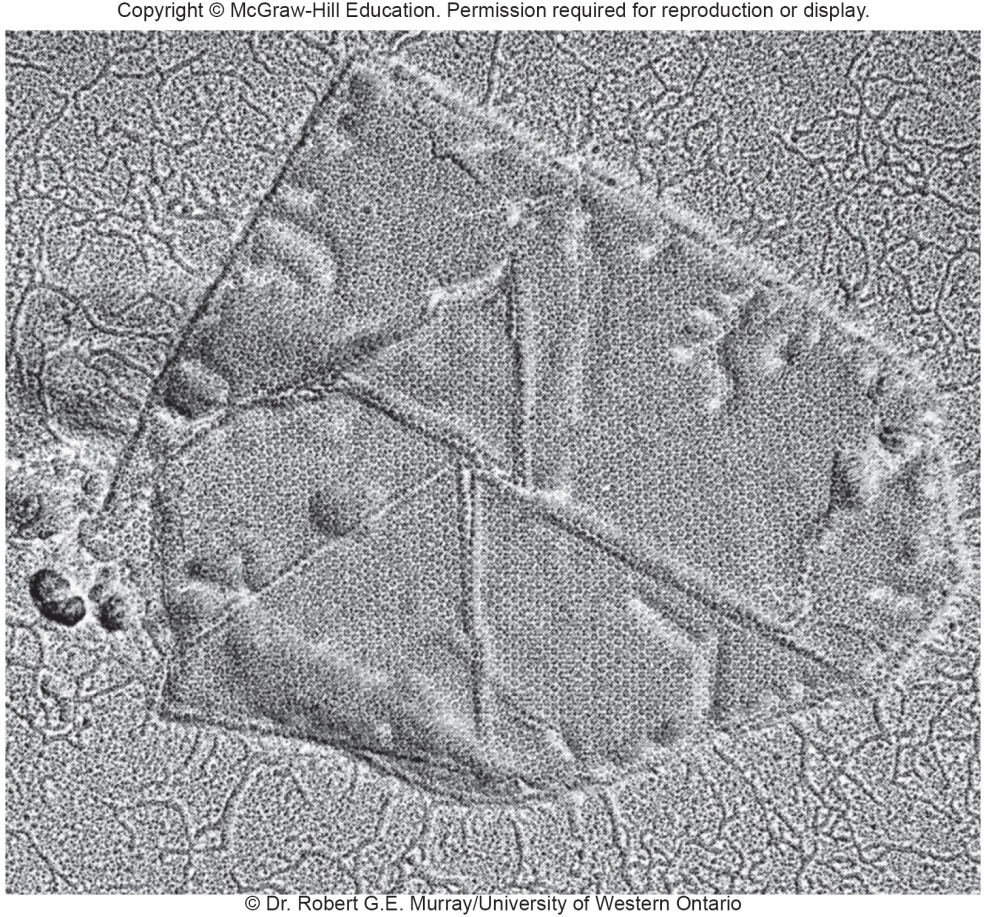 Copyright © McGraw-Hill Education. Permission required for reproduction or display.
© Dr. Robert G.E. Murray/University of Western Ontario